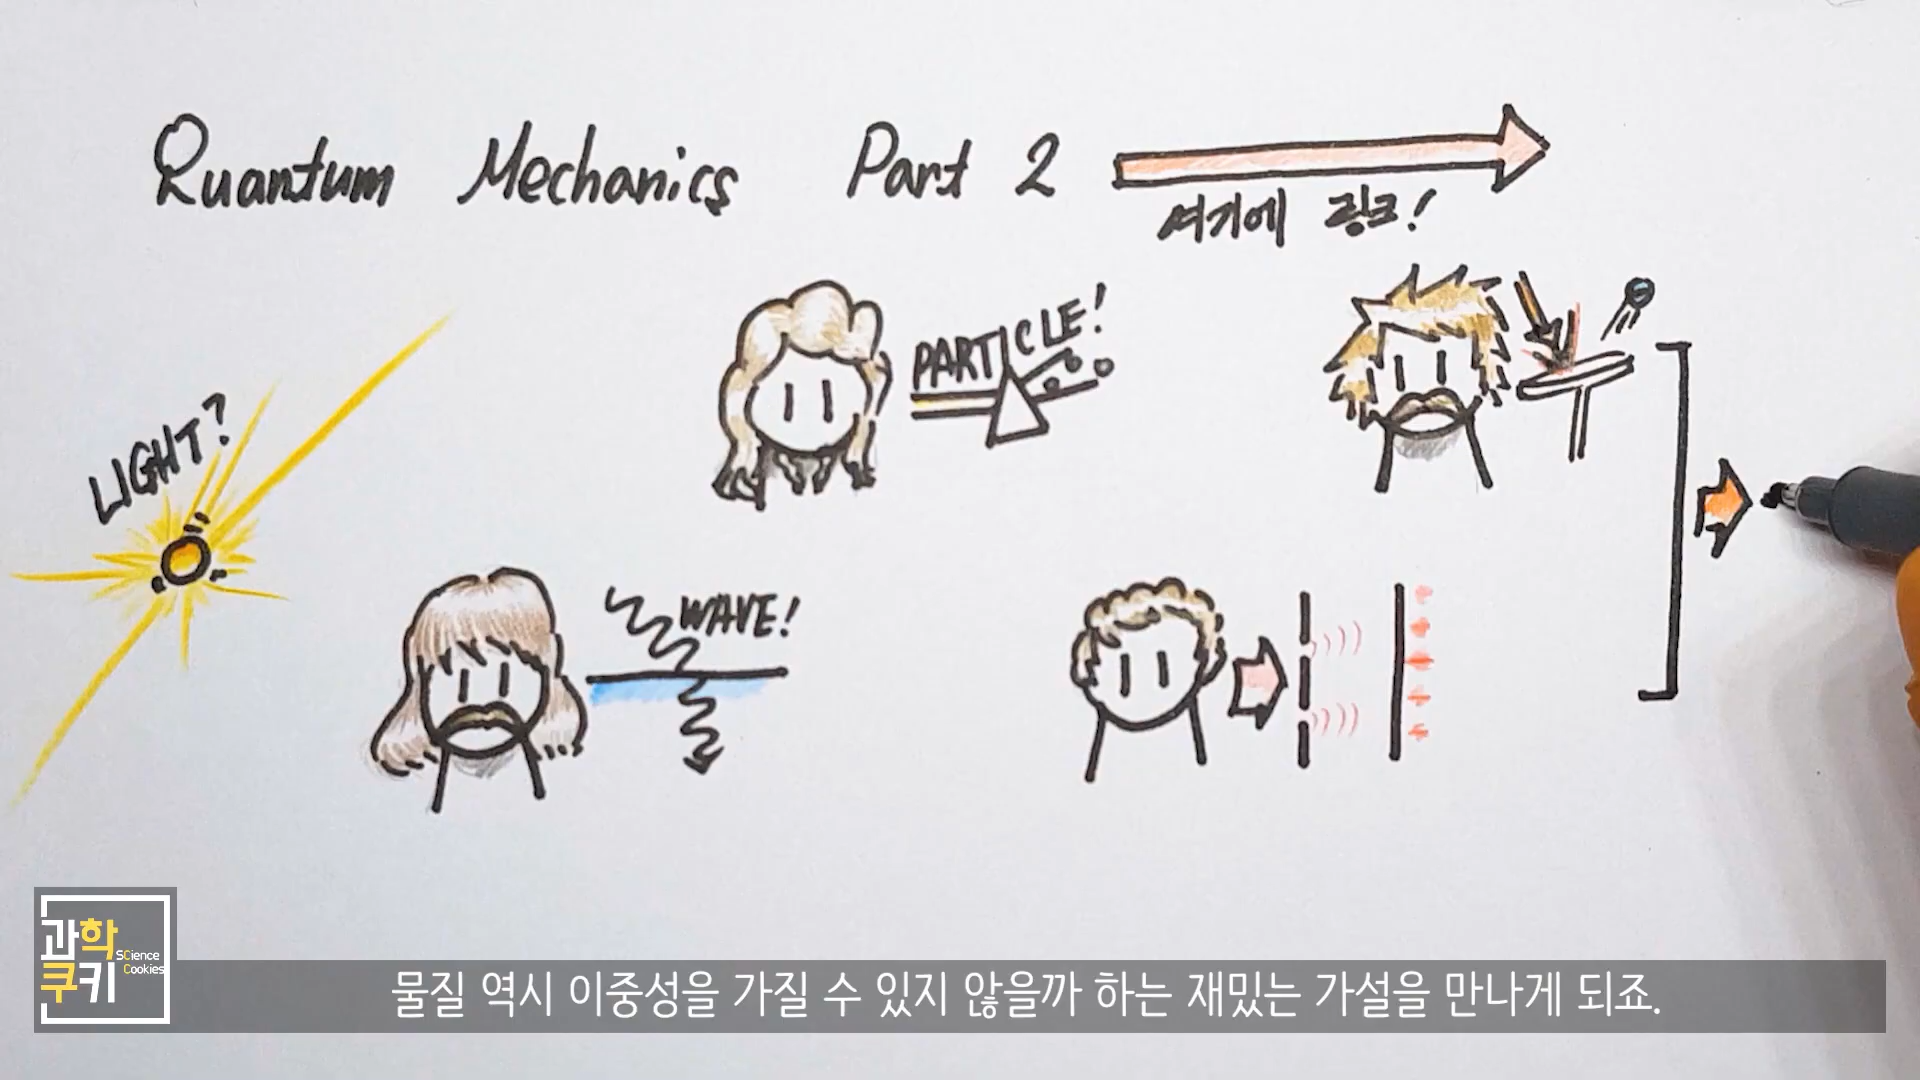 Quantum Mechanics Part 2
여기에 링크!
PARTICLE!
LIGHT?
WAVE!
과학
쿠키
Science
Cookies
물질 역시 이중성을 가질 수 있지 않을까 하는 재밌는 가설을 만나게 되죠.